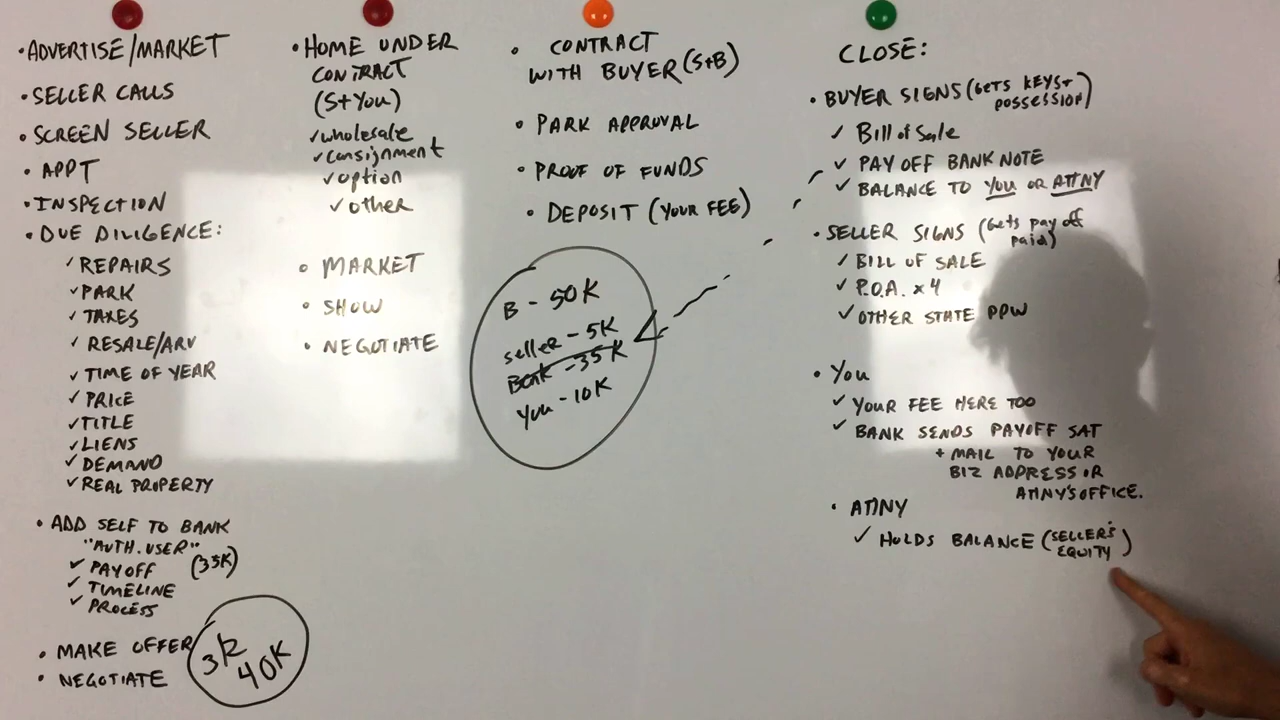 • ADVERTISE/MARKET
• SELLER CALLS
• SCREEN SELLER
• APPT
• INSPECTION
• DUE DILIGENCE:
✓ REPAIRS
✓ PARK
✓ TAXES
✓ RESALE/ARV
✓ TIME OF YEAR
✓ PRICE
✓ TITLE
✓ LIENS
✓ DEMAND
✓ REAL PROPERTY
• ADD SELF TO BANK
"AUTH. USER"
✓ PAYOFF (35K)
✓ TIMELINE
✓ PROCESS
• MAKE OFFER
• NEGOTIATE
3/2
40K
• HOME UNDER
CONTRACT
(S+YOU)
✓ wholesale
✓ consignment
✓ option
✓ other
• MARKET
• SHOW
• NEGOTIATE
• CONTRACT
WITH BUYER (S+B)
• PARK APPROVAL
• PROOF OF FUNDS
• DEPOSIT (YOUR FEE)
B - 50K
seller - 5K
Bank - 35K
You - 10K
CLOSE:
• BUYER SIGNS (GETS KEYS +
POSSESSION)
✓ Bill of Sale
✓ PAY OFF BANK NOTE
✓ BALANCE TO YOU OR ATTNY
• SELLER SIGNS (Gets pay off
paid)
✓ BILL OF SALE
✓ P.O.A. x 4
✓ OTHER STATE PPW
• You
✓ YOUR FEE HERE TOO
✓ BANK SENDS PAYOFF SAT
+ MAIL TO YOUR
BIZ ADDRESS OR
ATTNY'S OFFICE.
• ATTNY
✓ HOLDS BALANCE (SELLER'S
EQUITY)